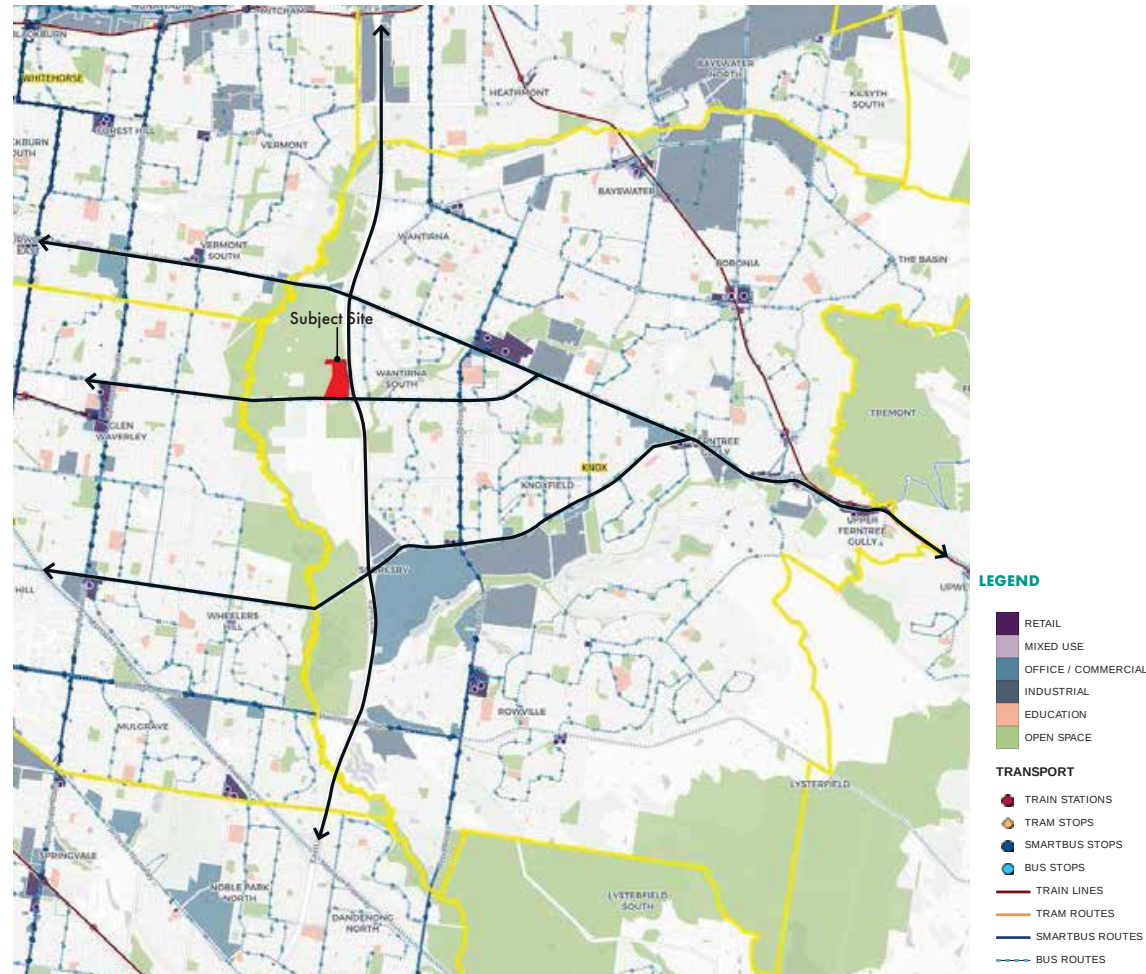 MITCHAM
BLACKBURN
WHITEHORSE
BAYSWATER
NORTH
HEATHMONT
KILSYTH
SOUTH
FOREST HILL
VERMONT
BAYSWATER
WANTIRNA
VERMONT
SOUTH
EAST
BORONIA
THE BASIN
Subject Site
WANTIRNA
SOUTH
TREMONT
GLEN
WAVERLEY
KNOX
KNOXFIELD
UPPER
FERNTREE
GULLY
HILL
WHEELERS
HILL
LEGEND
RETAIL
MIXED USE
OFFICE / COMMERCIAL
INDUSTRIAL
EDUCATION
OPEN SPACE
ROWVILLE
MULGRAVE
LYSTERFIELD
TRANSPORT
TRAIN STATIONS
TRAM STOPS
SMARTBUS STOPS
BUS STOPS
TRAIN LINES
TRAM ROUTES
SMARTBUS ROUTES
BUS ROUTES
SPRINGVALE
NOBLE PARK
NORTH
LYSTERFIELD
SOUTH
DANDENONG
NORTH